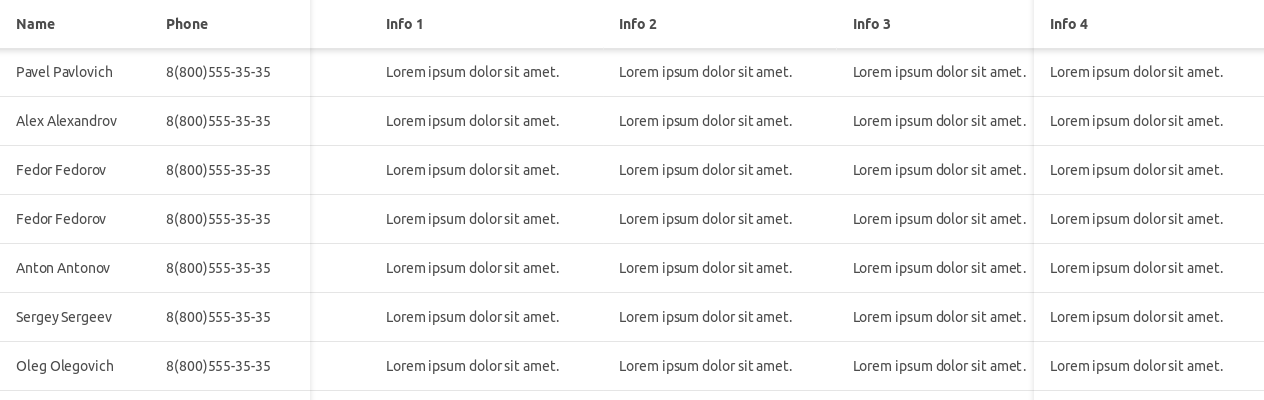 Name Phone Info 1 Info 2 Info 3 Info 4
Pavel Pavlovich 8(800)555-35-35 Lorem ipsum dolor sit amet. Lorem ipsum dolor sit amet. Lorem ipsum dolor sit amet. Lorem ipsum dolor sit amet.
Alex Alexandrov 8(800)555-35-35 Lorem ipsum dolor sit amet. Lorem ipsum dolor sit amet. Lorem ipsum dolor sit amet. Lorem ipsum dolor sit amet.
Fedor Fedorov 8(800)555-35-35 Lorem ipsum dolor sit amet. Lorem ipsum dolor sit amet. Lorem ipsum dolor sit amet. Lorem ipsum dolor sit amet.
Fedor Fedorov 8(800)555-35-35 Lorem ipsum dolor sit amet. Lorem ipsum dolor sit amet. Lorem ipsum dolor sit amet. Lorem ipsum dolor sit amet.
Anton Antonov 8(800)555-35-35 Lorem ipsum dolor sit amet. Lorem ipsum dolor sit amet. Lorem ipsum dolor sit amet. Lorem ipsum dolor sit amet.
Sergey Sergeev 8(800)555-35-35 Lorem ipsum dolor sit amet. Lorem ipsum dolor sit amet. Lorem ipsum dolor sit amet. Lorem ipsum dolor sit amet.
Oleg Olegovich 8(800)555-35-35 Lorem ipsum dolor sit amet. Lorem ipsum dolor sit amet. Lorem ipsum dolor sit amet. Lorem ipsum dolor sit amet.